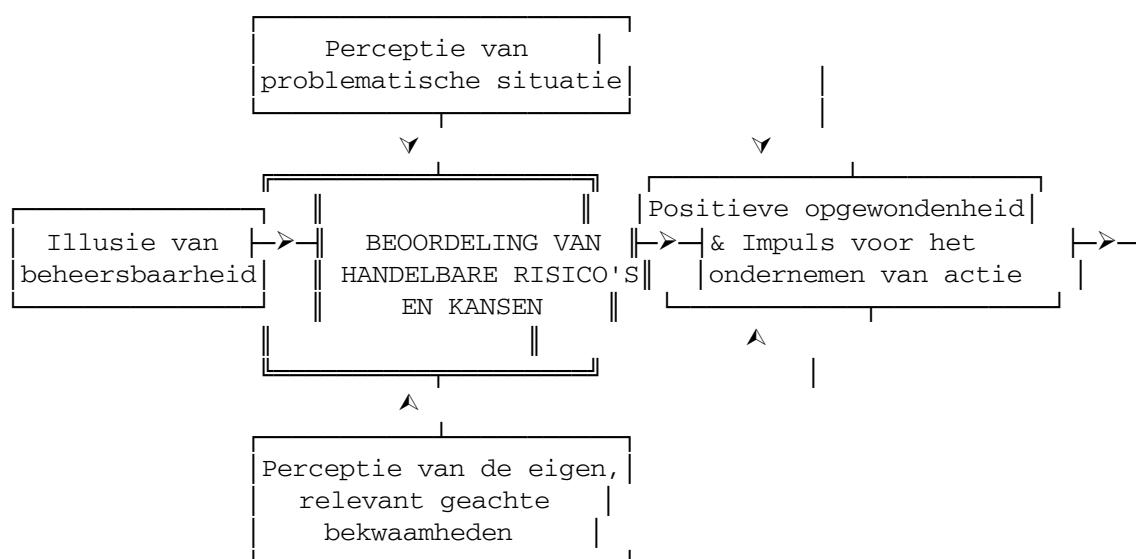 Perceptie van
problematische situatie
Illusie van
beheersbaarheid
BEOORDELING VAN
HANDELBARE RISICO'S
EN KANSEN
Positieve opgewondenheid
& Impuls voor het
ondernemen van actie
Perceptie van de eigen,
relevant geachte
bekwaamheden